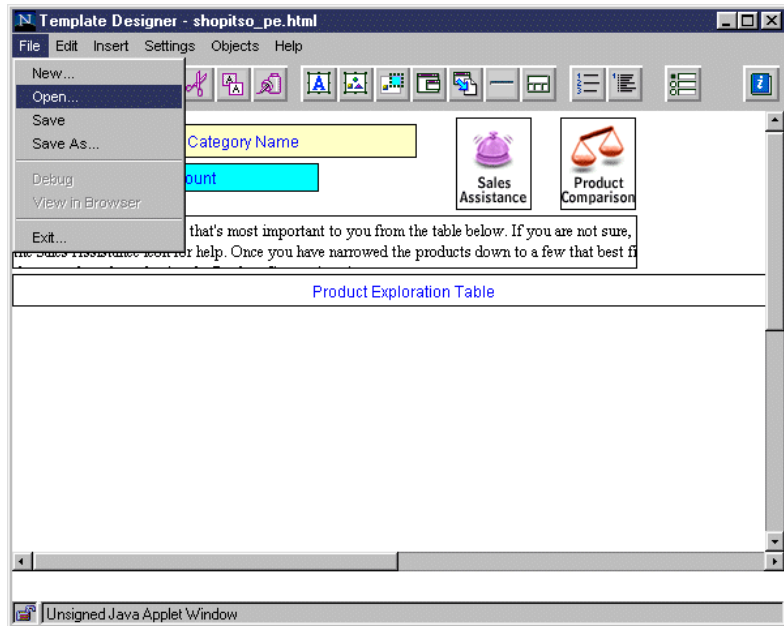 Template Designer - shopitso_pe.html
File Edit Insert Settings Objects Help
New...
Open...
Save
Save As...
Debug
View in Browser
Exit...
Category Name
ount
Sales Assistance
Product Comparison
that's most important to you from the table below. If you are not sure,
for help. Once you have narrowed the products down to a few that best fi
Product Exploration Table
Unsigned Java Applet Window